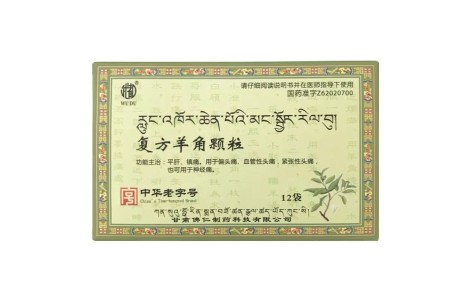 WUDU
请仔细阅读说明书并在医师指导下使用
国药准字Z62020700
རླུང་འཁོར་ཆེན་པོའི་མང་སྦྱོར་རིལ་བུ།
复方羊角颗粒
功能主治：平肝，镇痛。用于偏头痛，血管性头痛，紧张性头痛，
也可用于神经痛。
中华老字号
China's Time-honored Brand
12袋
甘肃佛仁制药科技有限公司